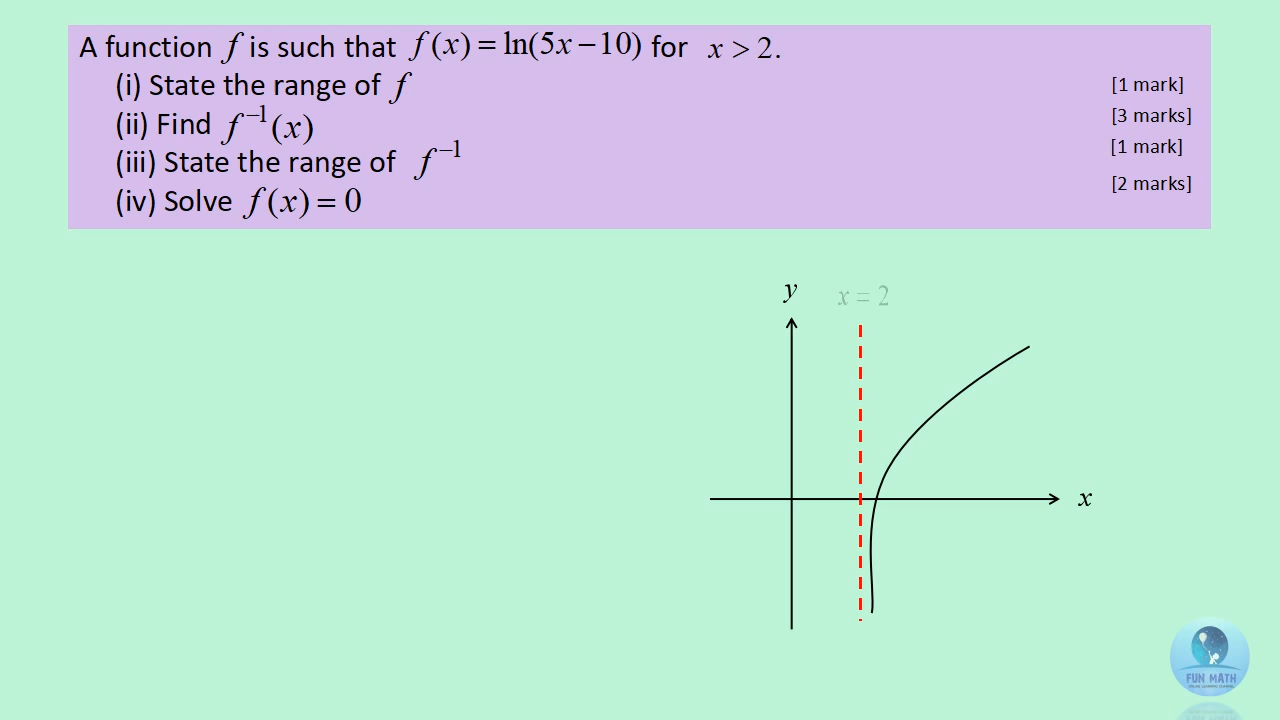 A function f is such that f(x) = ln(5x−10) for x > 2.
(i) State the range of f [1 mark]
(ii) Find f⁻¹(x) [3 marks]
(iii) State the range of f⁻¹ [1 mark]
(iv) Solve f(x) = 0 [2 marks]
y
x = 2
x
FUN MATH